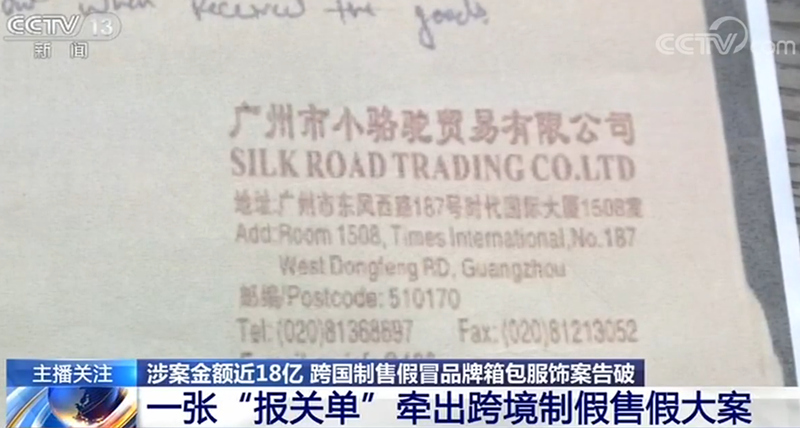 when received the goods
CCTV 13
新闻
CCTV.com
广州市小骆驼贸易有限公司
SILK ROAD TRADING CO.LTD
地址:广州市东风西路187号时代国际大厦1508室
Add:Room 1508, Times International,No.187
West Dongfeng RD, Guangzhou
邮编/Postcode: 510170
Tel: (020)81368697 Fax:(020)81213052
主播关注
涉案金额近18亿 跨国制售假冒品牌箱包服饰案告破
一张“报关单”牵出跨境制假售假大案